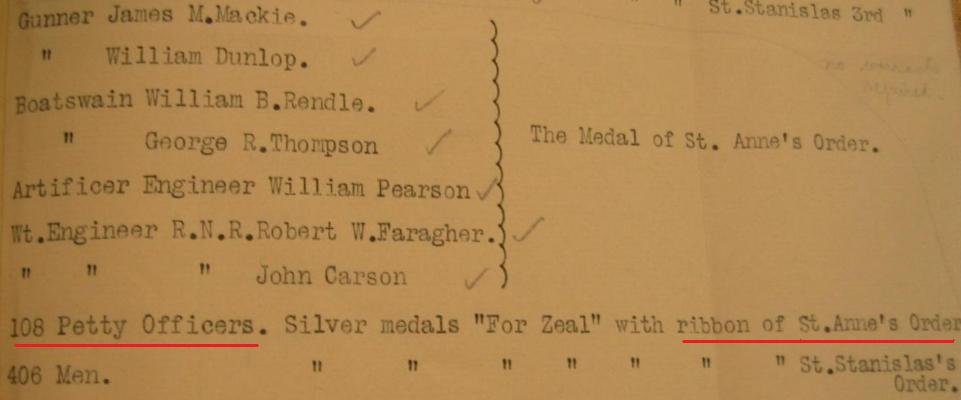 " " St.Stanislas 3rd "
Gunner James M.Mackie.
" William Dunlop.
Boatswain William B.Rendle.
" George R.Thompson
The Medal of St. Anne's Order.
Artificer Engineer William Pearson
Wt.Engineer R.N.R.Robert W.Faragher.
" " " John Carson
108 Petty Officers. Silver medals "For Zeal" with ribbon of St.Anne's Order
406 Men. " " " " " " " St.Stanislas's
Order.